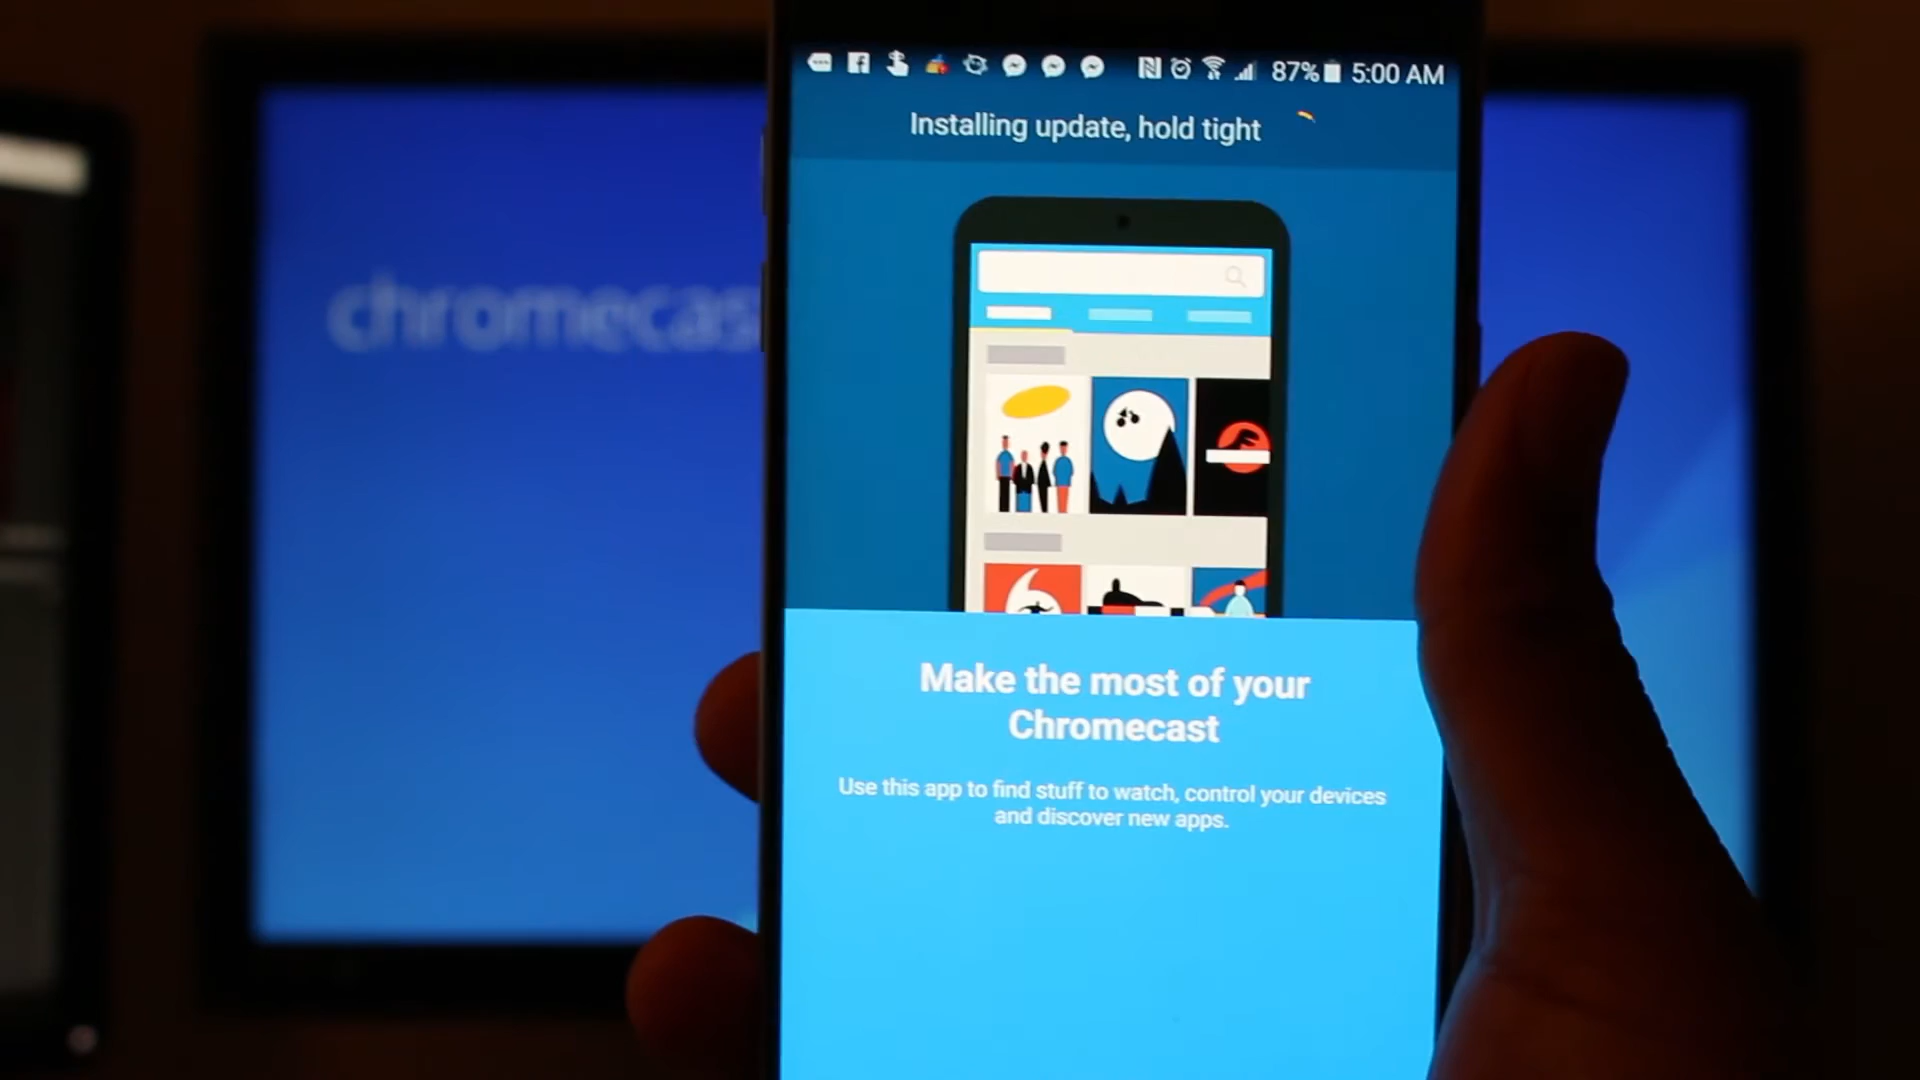 87% 5:00 AM
Installing update, hold tight
chromecas
Make the most of your
Chromecast
Use this app to find stuff to watch, control your devices
and discover new apps.